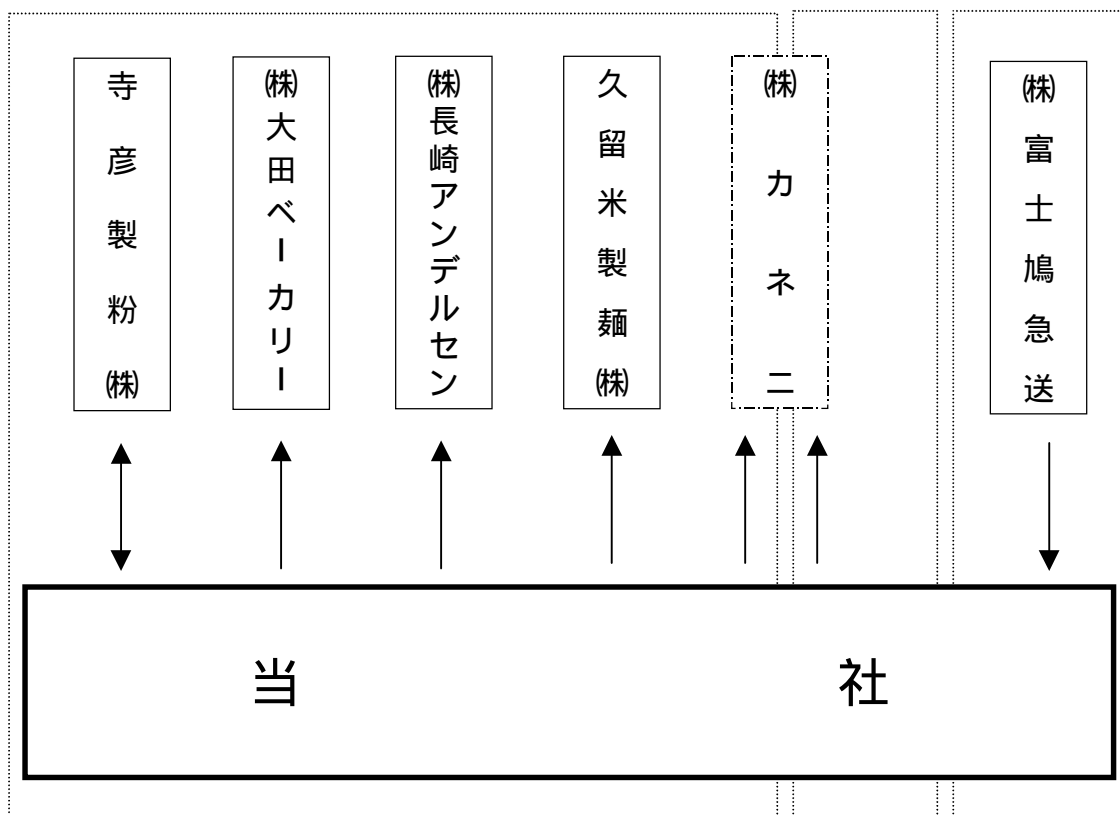 寺彦製粉㈱
㈱大田ベーカリー
㈱長崎アンデルセン
久留米製麺㈱
㈱カネニ
㈱富士鳩急送
当社